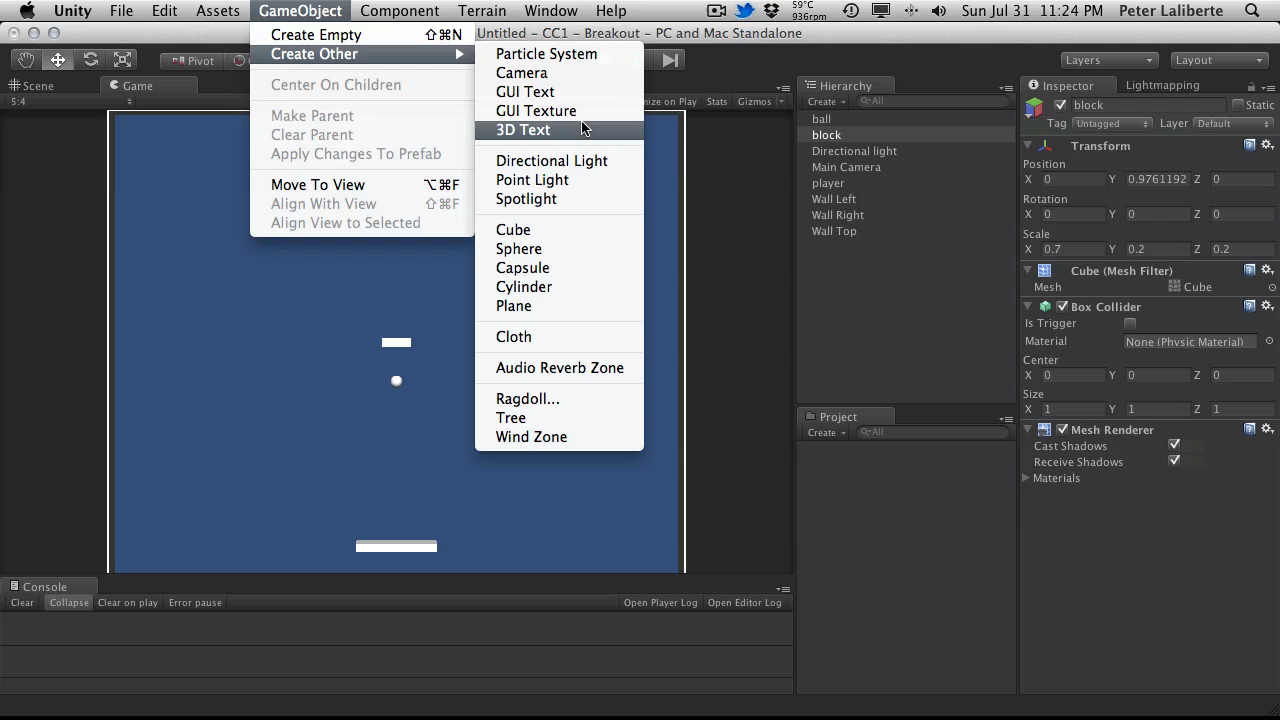 Unity File Edit Assets GameObject Component Terrain Window Help 59°C 936rpm Sun Jul 31 11:24 PM Peter Laliberte
Untitled – CC1 – Breakout – PC and Mac Standalone
Pivot Layers Layout
Create Empty ⇧⌘N
Create Other
Center On Children
Make Parent
Clear Parent
Apply Changes To Prefab
Move To View ⌥⌘F
Align With View ⇧⌘F
Align View to Selected
Particle System
Camera
GUI Text
GUI Texture
3D Text
Directional Light
Point Light
Spotlight
Cube
Sphere
Capsule
Cylinder
Plane
Cloth
Audio Reverb Zone
Ragdoll...
Tree
Wind Zone
Scene Game
5:4 Stats Gizmos
on Play
Hierarchy
Create All
ball
block
Directional light
Main Camera
player
Wall Left
Wall Right
Wall Top
Project
Create All
Inspector Lightmapping
block Static
Tag Untagged Layer Default
Transform
Position
X 0 Y 0.9761192 Z 0
Rotation
X 0 Y 0 Z 0
Scale
X 0.7 Y 0.2 Z 0.2
Cube (Mesh Filter)
Mesh Cube
Box Collider
Is Trigger
Material None (Physic Material)
Center
X 0 Y 0 Z 0
Size
X 1 Y 1 Z 1
Mesh Renderer
Cast Shadows
Receive Shadows
Materials
Console
Clear Collapse Clear on play Error pause Open Player Log Open Editor Log